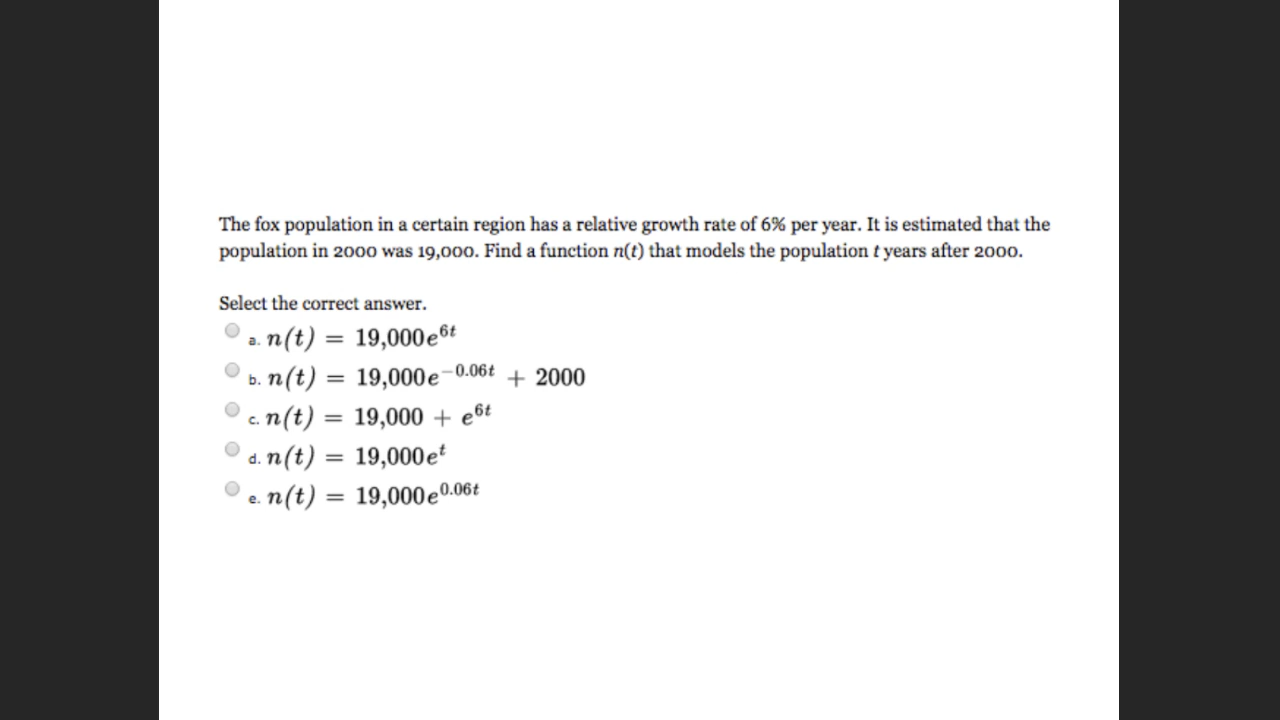 The fox population in a certain region has a relative growth rate of 6% per year. It is estimated that the
population in 2000 was 19,000. Find a function n(t) that models the population t years after 2000.
Select the correct answer.
a. n(t) = 19,000e^{6t}
b. n(t) = 19,000e^{−0.06t} + 2000
c. n(t) = 19,000 + e^{6t}
d. n(t) = 19,000e^{t}
e. n(t) = 19,000e^{0.06t}